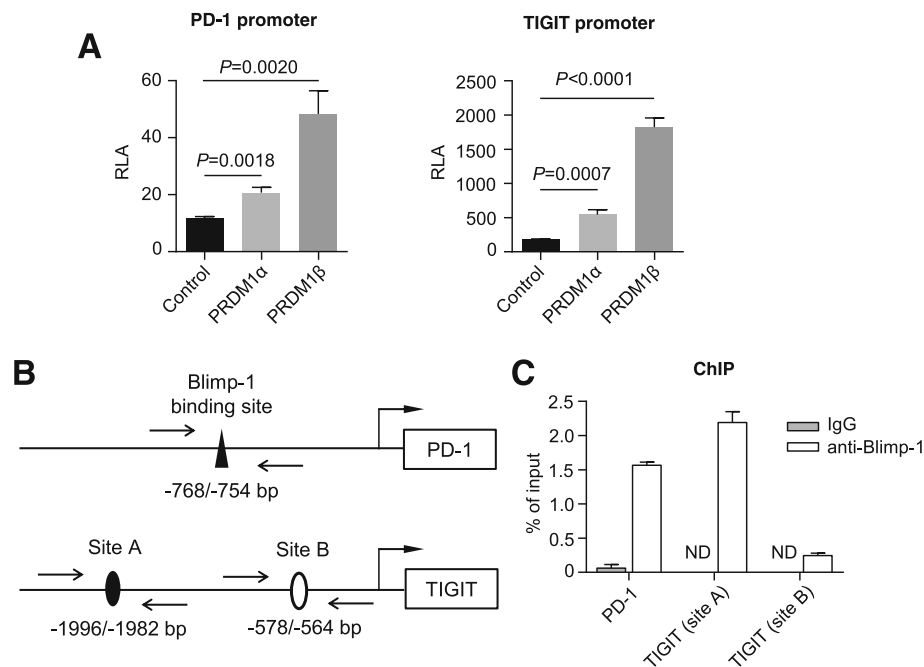 A
PD-1 promoter
P=0.0020
P=0.0018
RLA
60
40
20
0
Control
PRDM1α
PRDM1β
TIGIT promoter
P<0.0001
P=0.0007
RLA
2500
2000
1500
1000
500
0
Control
PRDM1α
PRDM1β
B
Blimp-1
binding site
PD-1
-768/-754 bp
Site A
Site B
TIGIT
-1996/-1982 bp
-578/-564 bp
C
ChIP
IgG
anti-Blimp-1
% of input
2.5
2.0
1.5
1.0
0.5
0
ND
ND
PD-1
TIGIT (site A)
TIGIT (site B)